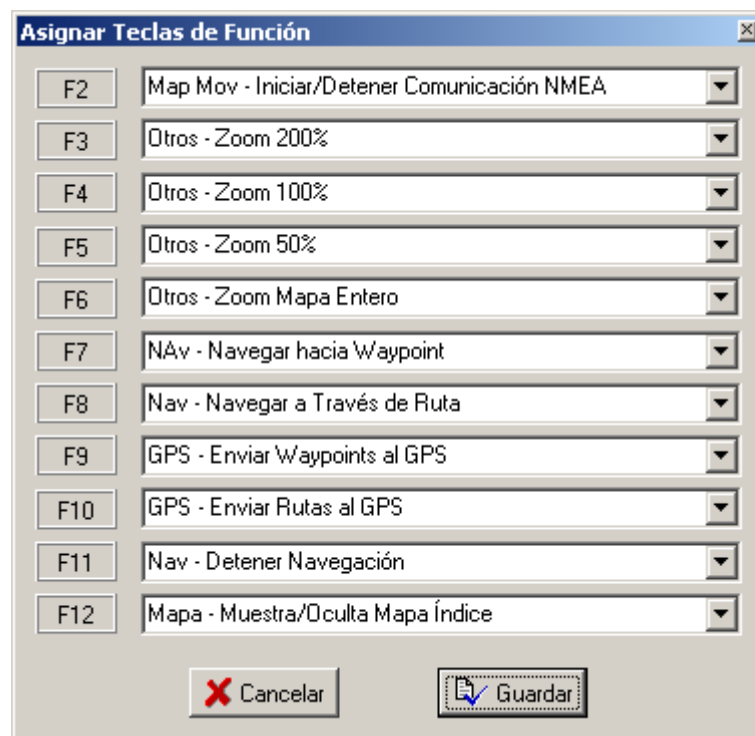 Asignar Teclas de Función
F2 Map Mov - Iniciar/Detener Comunicación NMEA
F3 Otros - Zoom 200%
F4 Otros - Zoom 100%
F5 Otros - Zoom 50%
F6 Otros - Zoom Mapa Entero
F7 NAv - Navegar hacia Waypoint
F8 Nav - Navegar a Través de Ruta
F9 GPS - Enviar Waypoints al GPS
F10 GPS - Enviar Rutas al GPS
F11 Nav - Detener Navegación
F12 Mapa - Muestra/Oculta Mapa Índice
Cancelar Guardar